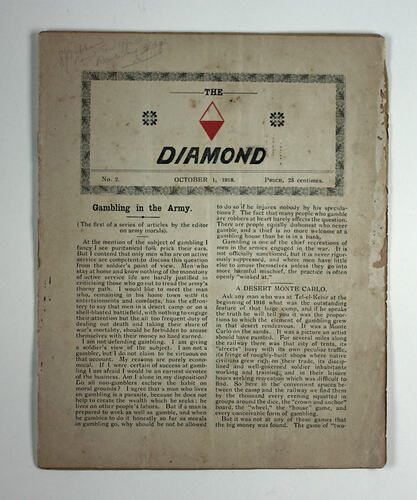 THE
DIAMOND
No. 2. OCTOBER 1, 1918. PRICE, 25 centimes.
Gambling in the Army.
(The first of a series of articles by the editor
on army morals).
At the mention of the subject of gambling I
fancy I see puritanical folk prick their ears.
But I contend that only men who are on active
service are competent to discuss this question
from the soldier's point of view. Men who
stay at home and know nothing of the monotony
of active service life are hardly justified in
criticising those who go out to tread the army's
thorny path. I would like to meet the man
who, remaining in his home town with its
entertainments and comforts, has the effron-
tery to say that men in a desert camp or on a
shell-blasted battlefield, with nothing to engage
their attention but the all too frequent duty of
dealing out death and taking their share of
war's mortality, should be forbidden to amuse
themselves with their money, hard earned.
I am not defending gambling. I am giving
a soldier's view of the subject. I am not a
gambler, but I do not claim to be virtuous on
that account. My reasons are purely econo-
mical. If I were certain of success at gamb-
ling I am afraid I would be an earnest devotee
of the business. Am I alone in my disposition?
Do all non-gamblers eschew the habit on
moral grounds? I agree that a man who lives
on gambling is a parasite, because he does not
help to create the wealth which he seeks; he
lives on other people's labours. But if a man is
prepared to work as well as gamble, and when
he gambles to do it honestly so far as morals
in gambling go, why should he not be allowed
to do so if he injures nobody by his specula-
tions? The fact that many people who gamble
are robbers at heart barely affects the question.
There are people equally dishonest who never
gamble, and a thief is no more welcome at a
gambling house than he is in a bank.
Gambling is one of the chief recreations of
men in the armies engaged in the war. It is
not officially sanctioned, but it is never rigor-
ously suppressed, and where men have little
else to amuse themselves unless they go into
more harmful mischief, the practice is often
openly "winked at."
A DESERT MONTE CARLO.
Ask any man who was at Tel-el-Kebir at the
beginning of 1916 what was the outstanding
feature of that huge camp, and if he speaks
the truth he will tell you it was the propor-
tions to which the element of gambling grew
in that desert rendezvous. It was a Monte
Carlo on the sands. It was a picture an artist
should have painted. For several miles along
the railway there was that city of tents, its
"circular" quay with its own peculiar traffic,
its fringe of roughly-built shops where native
civilians grew rich on their trade, its discip-
lined and well-governed soldier inhabitants
working and training, and in their leisure
hours seeking recreation which was difficult to
find. So here in the convenient spaces be-
tween the camp and the railway we find them
by the thousand every evening squatted in
groups around the dice, the "crown and anchor"
board, the "wheel," the "house" game, and
every conceivable form of gambling.
But it was not at any of these games that
the big money was found. The game of "two-